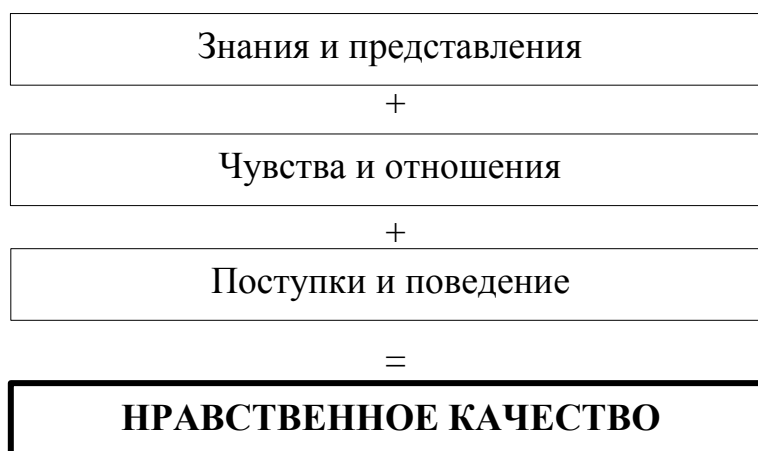 Знания и представления
+
Чувства и отношения
+
Поступки и поведение
=
НРАВСТВЕННОЕ КАЧЕСТВО